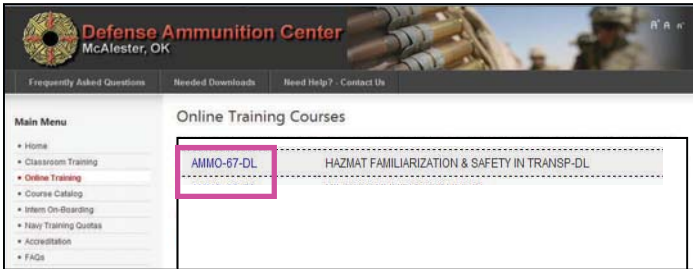 Defense Ammunition Center
McAlester, OK
A+ A A-
Frequently Asked Questions Needed Downloads Need Help? - Contact Us
Main Menu
Online Training Courses
• Home
• Classroom Training
• Online Training
• Course Catalog
• Intern On-Boarding
• Navy Training Quotas
• Accreditation
• FAQs
AMMO-67-DL HAZMAT FAMILIARIZATION & SAFETY IN TRANSP-DL